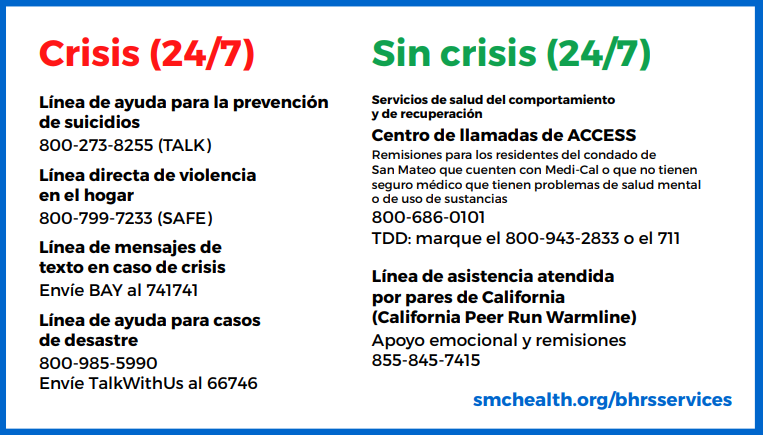 Crisis (24/7)
Línea de ayuda para la prevención
de suicidios
800-273-8255 (TALK)
Línea directa de violencia
en el hogar
800-799-7233 (SAFE)
Línea de mensajes de
texto en caso de crisis
Envíe BAY al 741741
Línea de ayuda para casos
de desastre
800-985-5990
Envíe TalkWithUs al 66746
Sin crisis (24/7)
Servicios de salud del comportamiento
y de recuperación
Centro de llamadas de ACCESS
Remisiones para los residentes del condado de
San Mateo que cuenten con Medi-Cal o que no tienen
seguro médico que tienen problemas de salud mental
o de uso de sustancias
800-686-0101
TDD: marque el 800-943-2833 o el 711
Línea de asistencia atendida
por pares de California
(California Peer Run Warmline)
Apoyo emocional y remisiones
855-845-7415
smchealth.org/bhrsservices